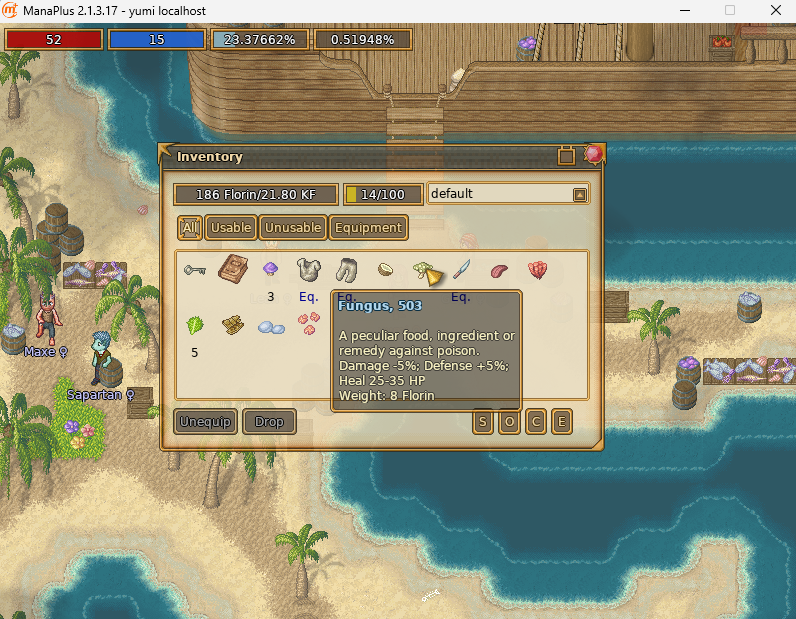 ManaPlus 2.1.3.17 - yumi localhost
52
15
23.37662%
0.51948%
Inventory
186 Florin/21.80 KF
14/100
default
All
Usable
Unusable
Equipment
3
Eq.
Eq.
Eq.
Fungus, 503
A peculiar food, ingredient or
remedy against poison.
Damage -5%; Defense +5%;
Heal 25-35 HP
Weight: 8 Florin
5
Maxe ♀
Sapartan ♀
Unequip
Drop
S
O
C
E